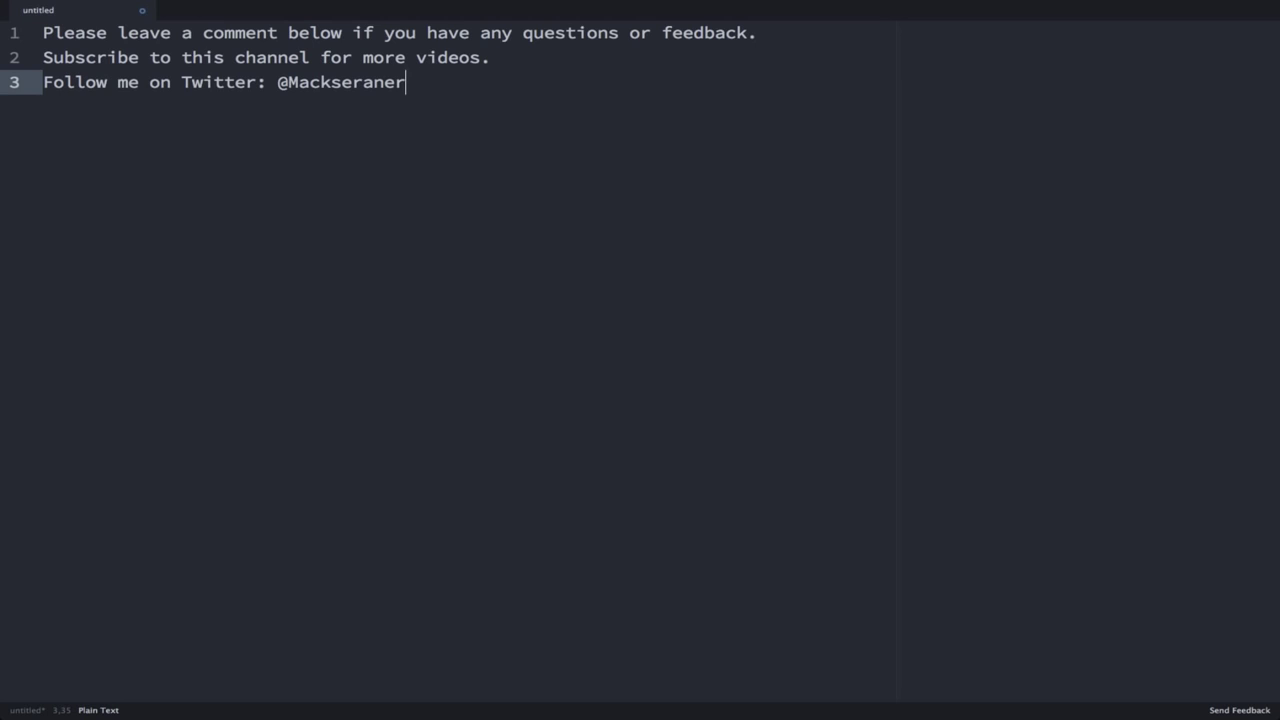 untitled
1 Please leave a comment below if you have any questions or feedback.
2 Subscribe to this channel for more videos.
3 Follow me on Twitter: @Mackseraner
untitled* 3,35 Plain Text Send Feedback